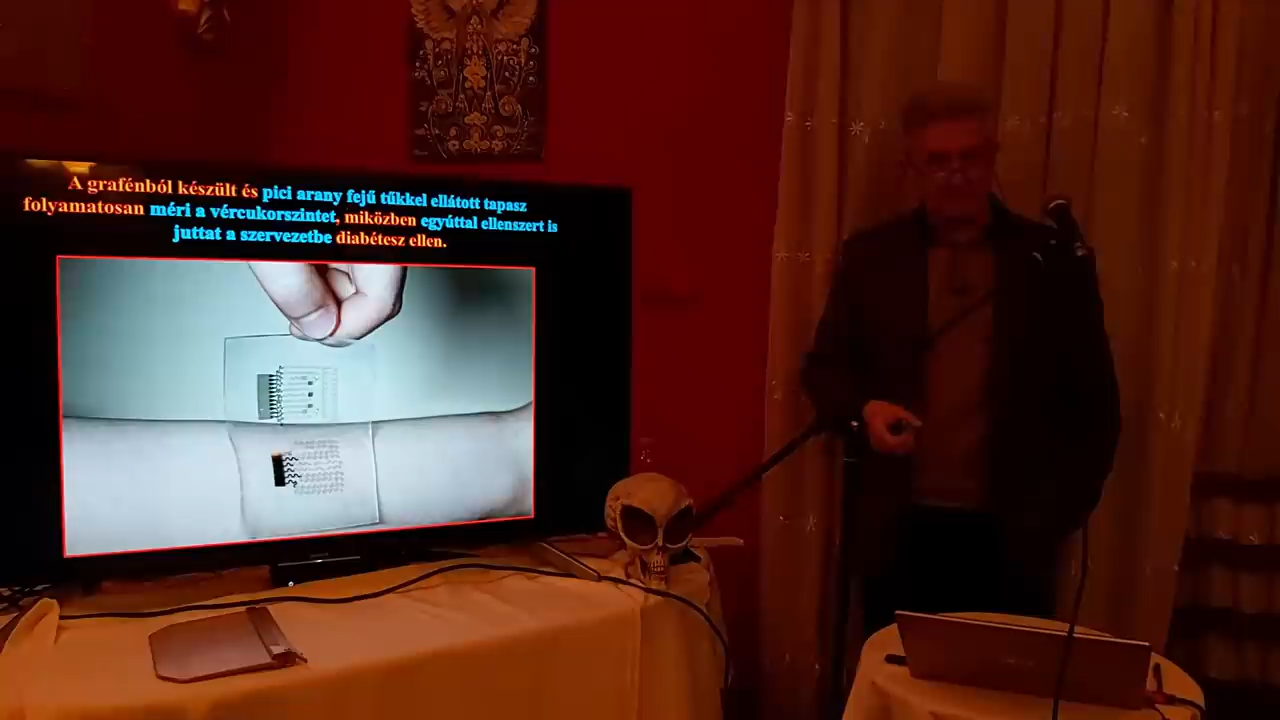 A grafénból készült és pici arany fejű tűkkel ellátott tapasz
folyamatosan méri a vércukorszintet, miközben egyúttal ellenszert is
juttat a szervezetbe diabétesz ellen.